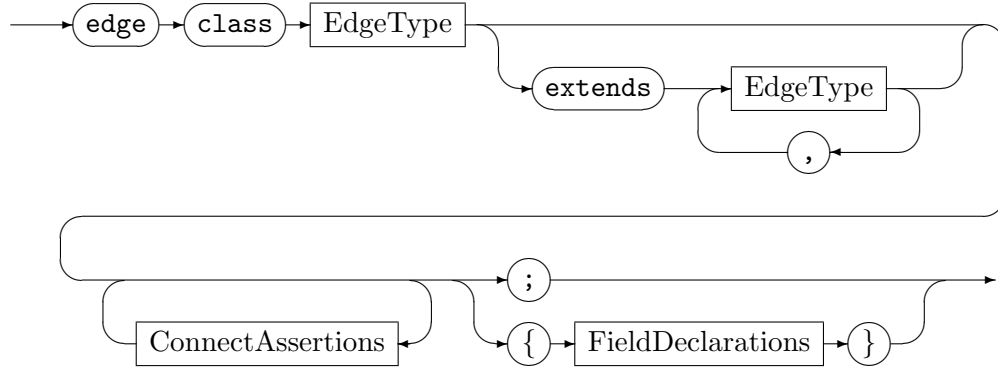 edge class EdgeType
extends EdgeType
,
;
ConnectAssertions { FieldDeclarations }